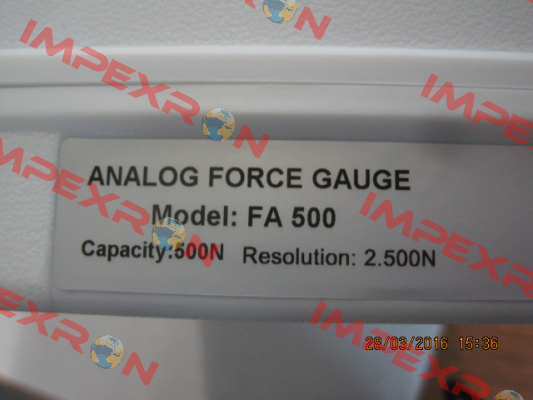 IMPEXRON
IMPEXRON
ANALOG FORCE GAUGE
Model: FA 500
Capacity:500N Resolution: 2.500N
IMPEXRON
IMPEXRON
IMPEXRON
26/03/2016 15:36
IMPEXRON